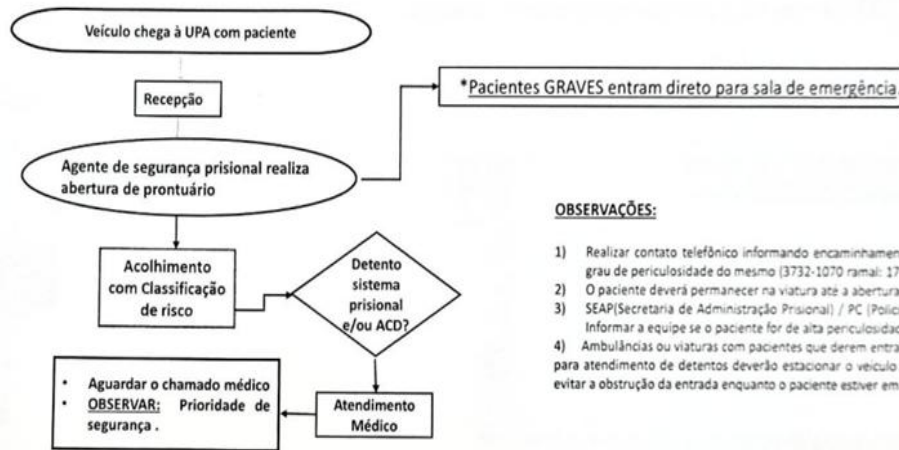 Veículo chega à UPA com paciente
Recepção
Agente de segurança prisional realiza
abertura de prontuário
*Pacientes GRAVES entram direto para sala de emergência.
Acolhimento
com Classificação
de risco
Detento
sistema
prisional
e/ou ACD?
Atendimento
Médico
• Aguardar o chamado médico
• OBSERVAR: Prioridade de
segurança .
OBSERVAÇÕES:
1) Realizar contato telefônico informando
grau de periculosidade do mesmo (3732-1070 ramal: 17
2) O paciente deverá permanecer na viatura até a abertura
3) SEAP(Secretaria de Administração Prisional) / PC
Informar a equipe se o paciente for de alta
4) Ambulâncias ou viaturas com pacientes que derem
para atendimento de detentos deverão estacionar o veículo
evitar a obstrução da entrada enquanto o paciente estiver em